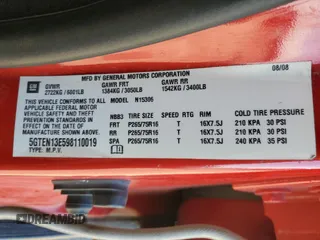 MFD BY GENERAL MOTORS CORPORATION 08/08
GM GVWR GAWR FRT GAWR RR
2722KG / 6001LB 1384KG / 3050LB 1542KG / 3400LB
THIS VEHICLE CONFORMS TO ALL MODEL N15306
APPLICABLE FEDERAL MOTOR
VEHICLE SAFETY, BUMPER, AND
THEFT PREVENTION STANDARDS
IN EFFECT ON THE DATE OF
MANUFACTURE SHOWN ABOVE.
5GTEN13E598110019
TYPE: M.P.V.
NBB3 TIRE SIZE SPEED RTG RIM COLD TIRE PRESSURE
FRT P265/75R16 T 16X7.5J 210 KPA 30 PSI
RR P265/75R16 T 16X7.5J 210 KPA 30 PSI
SPA P265/75R16 T 16X7.5J 240 KPA 35 PSI
DREAMBID